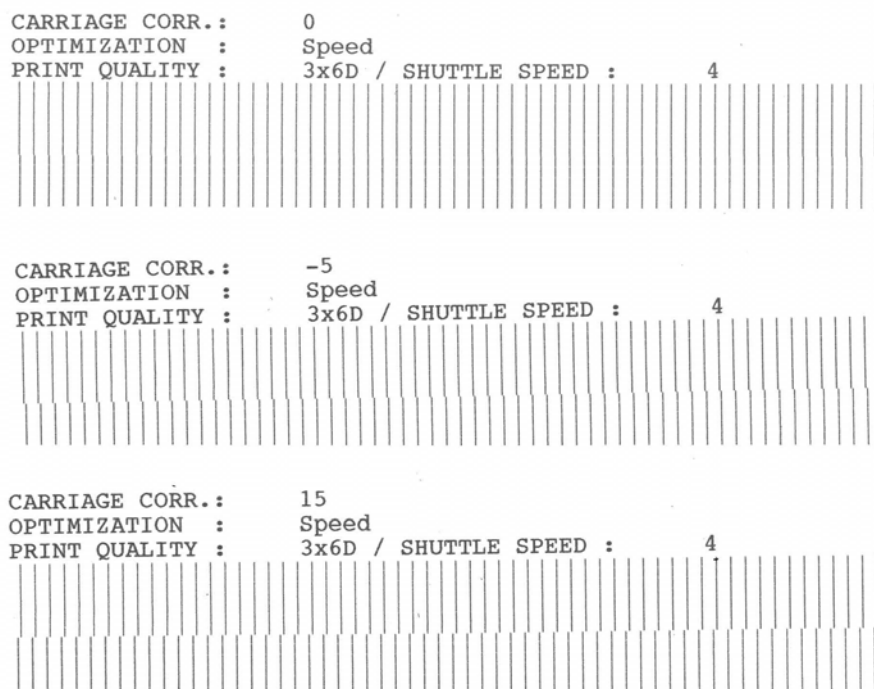 CARRIAGE CORR.: 0
OPTIMIZATION : Speed
PRINT QUALITY : 3x6D / SHUTTLE SPEED : 4
CARRIAGE CORR.: -5
OPTIMIZATION : Speed
PRINT QUALITY : 3x6D / SHUTTLE SPEED : 4
CARRIAGE CORR.: 15
OPTIMIZATION : Speed
PRINT QUALITY : 3x6D / SHUTTLE SPEED : 4